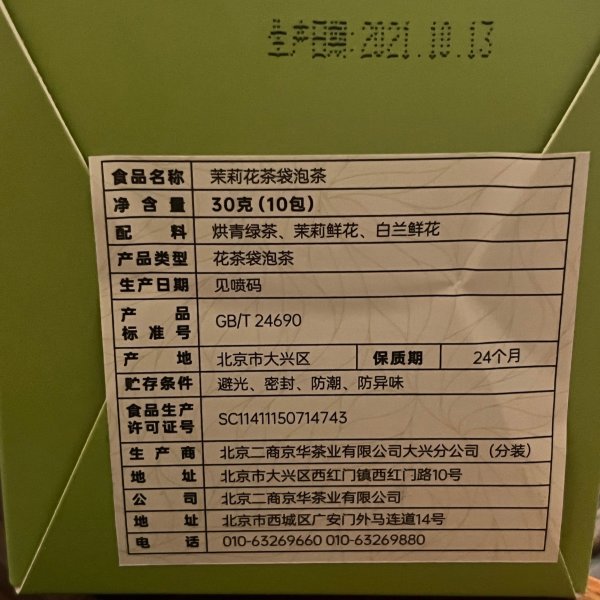 生产日期:2021.10.13
食品名称 茉莉花茶袋泡茶
净含量 30克(10包)
配料 烘青绿茶、茉莉鲜花、白兰鲜花
产品类型 花茶袋泡茶
生产日期 见喷码
产品标准号 GB/T 24690
产地 北京市大兴区 保质期 24个月
贮存条件 避光、密封、防潮、防异味
食品生产许可证号 SC11411150714743
生产商 北京二商京华茶业有限公司大兴分公司（分装）
地址 北京市大兴区西红门镇西红门路10号
公司 北京二商京华茶业有限公司
地址 北京市西城区广安门外马连道14号
电话 010-63269660 010-63269880